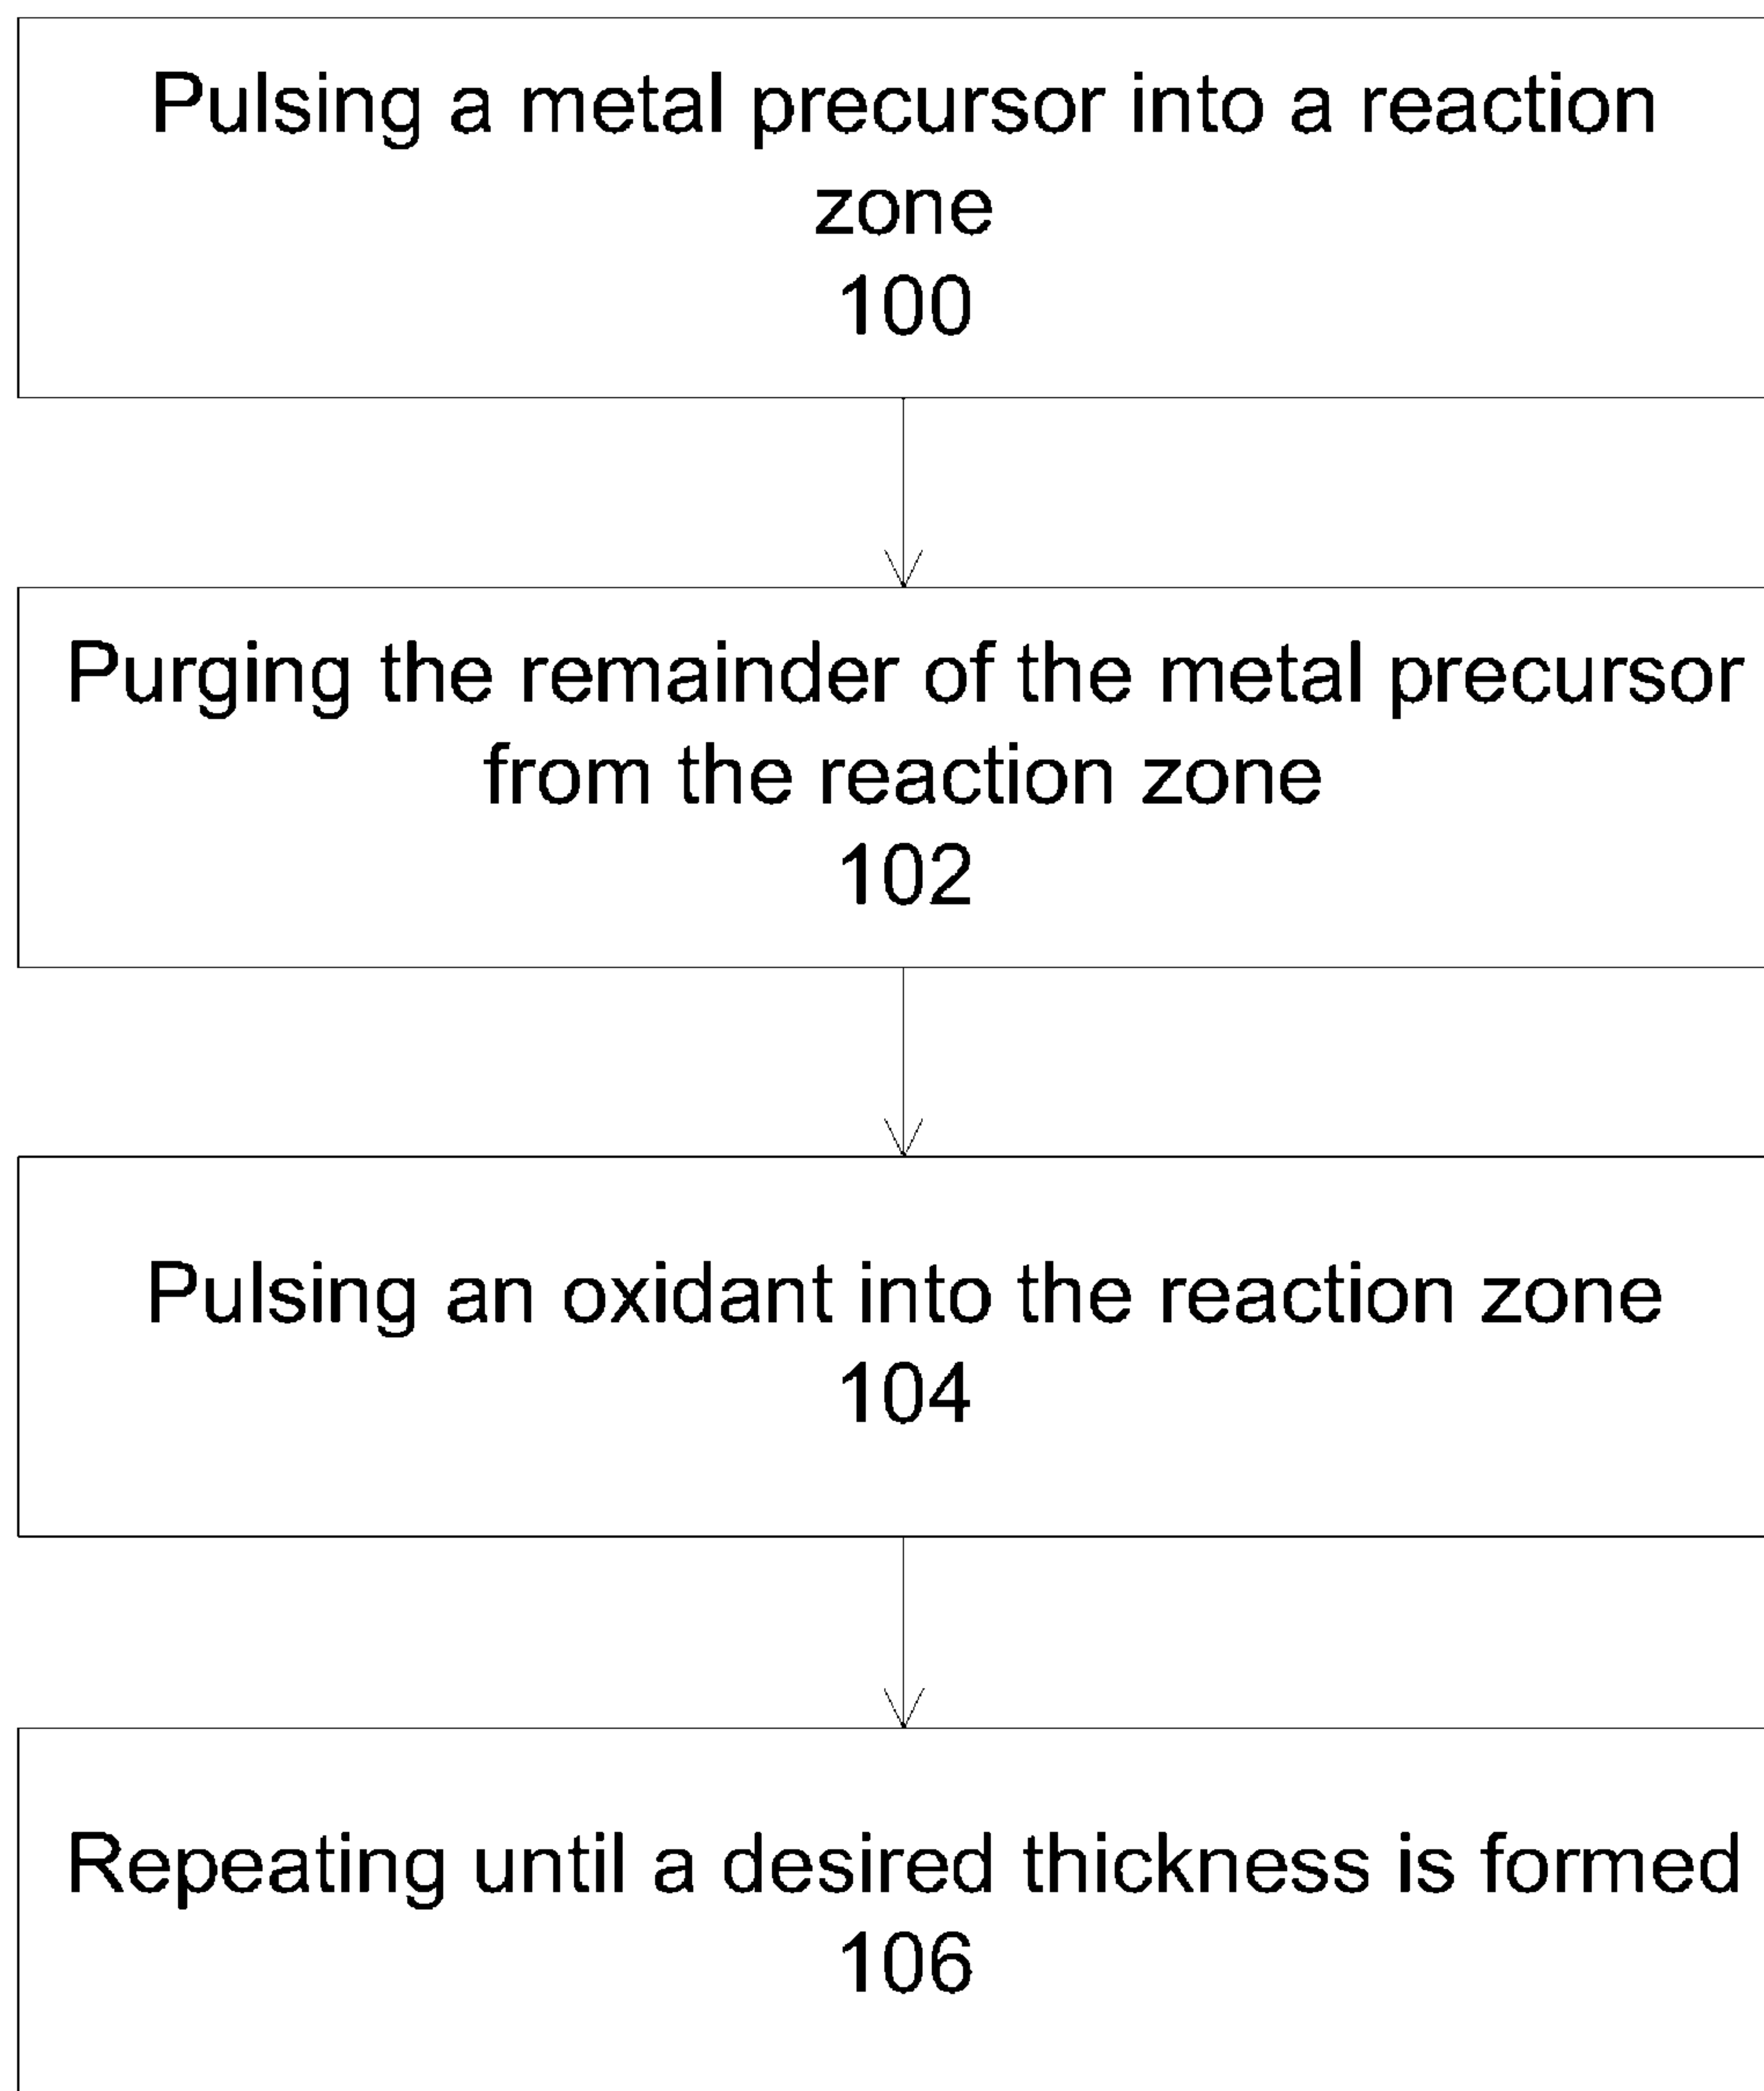 Pulsing a metal precursor into a reaction
zone
100
Purging the remainder of the metal precursor
from the reaction zone
102
Pulsing an oxidant into the reaction zone
104
Repeating until a desired thickness is formed
106